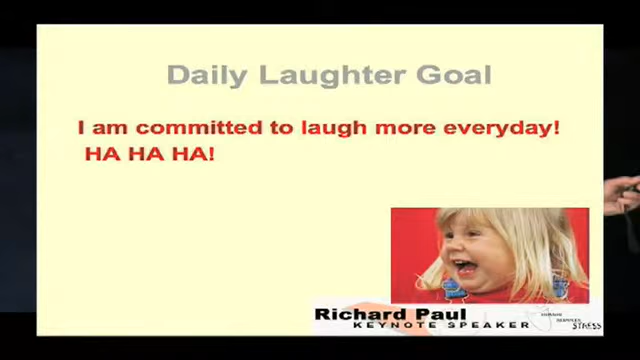 Daily Laughter Goal
I am committed to laugh more everyday!
HA HA HA!
Richard Paul
KEYNOTE SPEAKER
STRESS